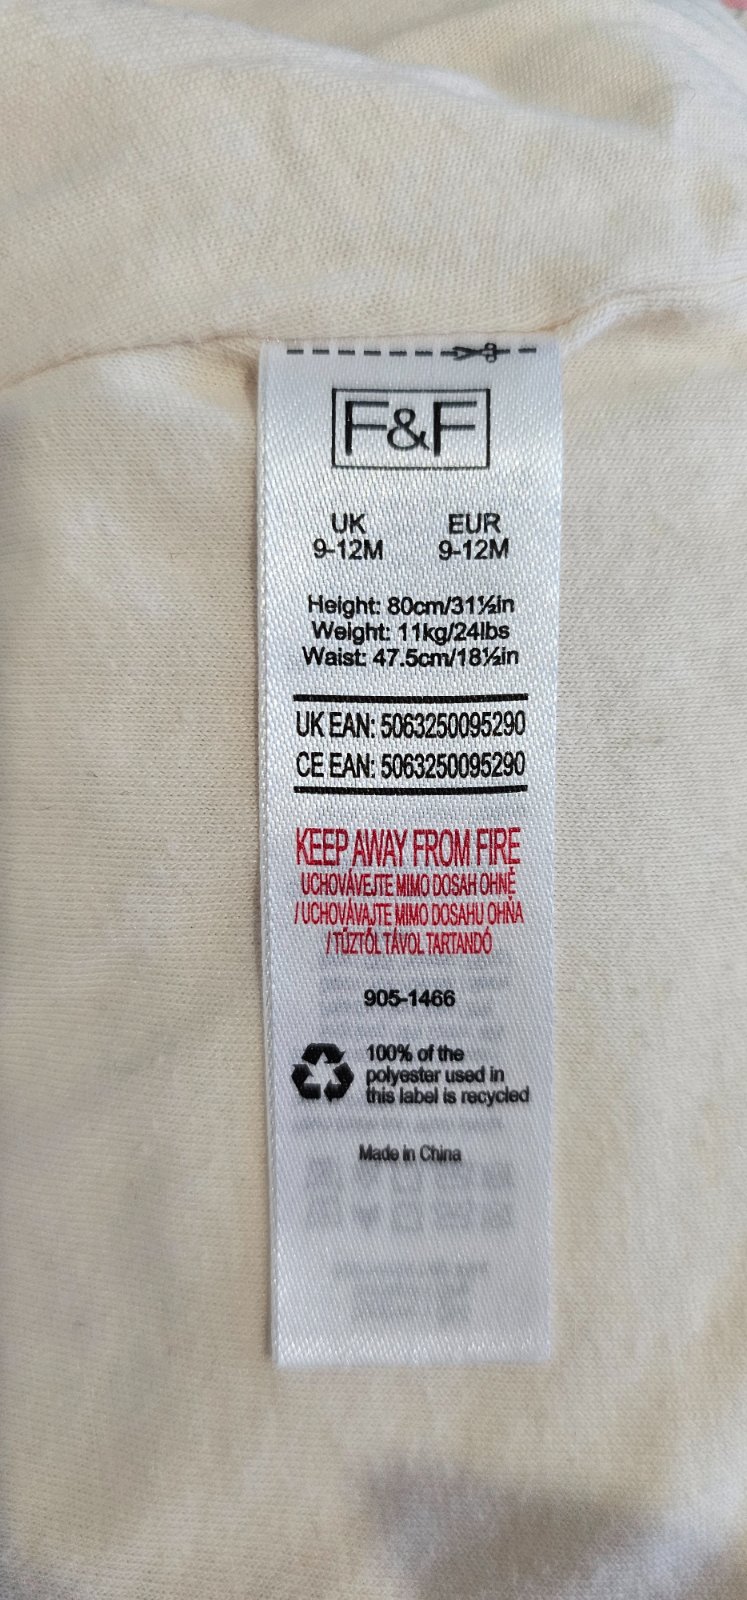 F&F
UK EUR
9-12M 9-12M
Height: 80cm/31½in
Weight: 11kg/24lbs
Waist: 47.5cm/18½in
UK EAN: 5063250095290
CE EAN: 5063250095290
KEEP AWAY FROM FIRE
UCHOVÁVEJTE MIMO DOSAH OHNĚ
/ UCHOVÁVAJTE MIMO DOSAHU OHŇA
/ TŰZTŐL TÁVOL TARTANDÓ
905-1466
100% of the
polyester used in
this label is recycled
Made in China